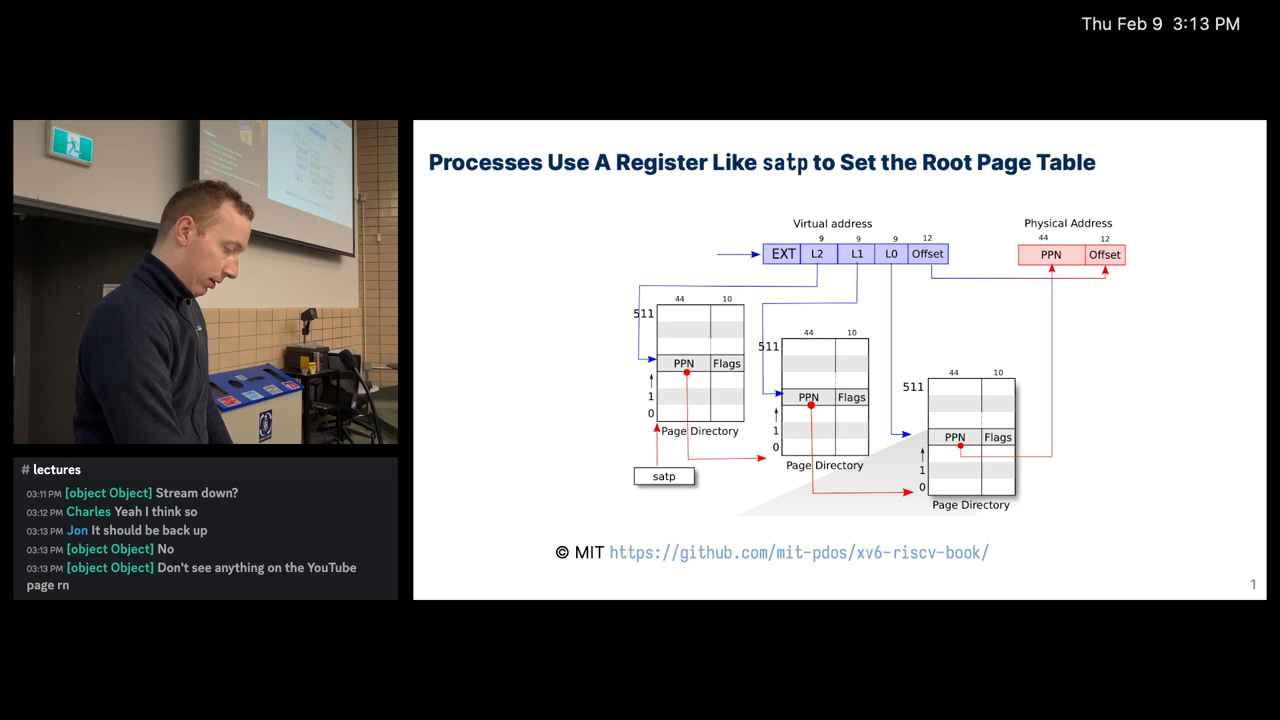 Thu Feb 9 3:13 PM
Processes Use A Register Like satp to Set the Root Page Table
Virtual address
Physical Address
9 9 9 12
44 12
EXT L2 L1 L0 Offset
PPN Offset
44 10
511
PPN Flags
1
0
Page Directory
satp
44 10
511
PPN Flags
1
0
Page Directory
44 10
511
PPN Flags
1
0
Page Directory
© MIT https://github.com/mit-pdos/xv6-riscv-book/
1
# lectures
03:11 PM [object Object] Stream down?
03:12 PM Charles Yeah I think so
03:13 PM Jon It should be back up
03:13 PM [object Object] No
03:13 PM [object Object] Don't see anything on the YouTube
page rn